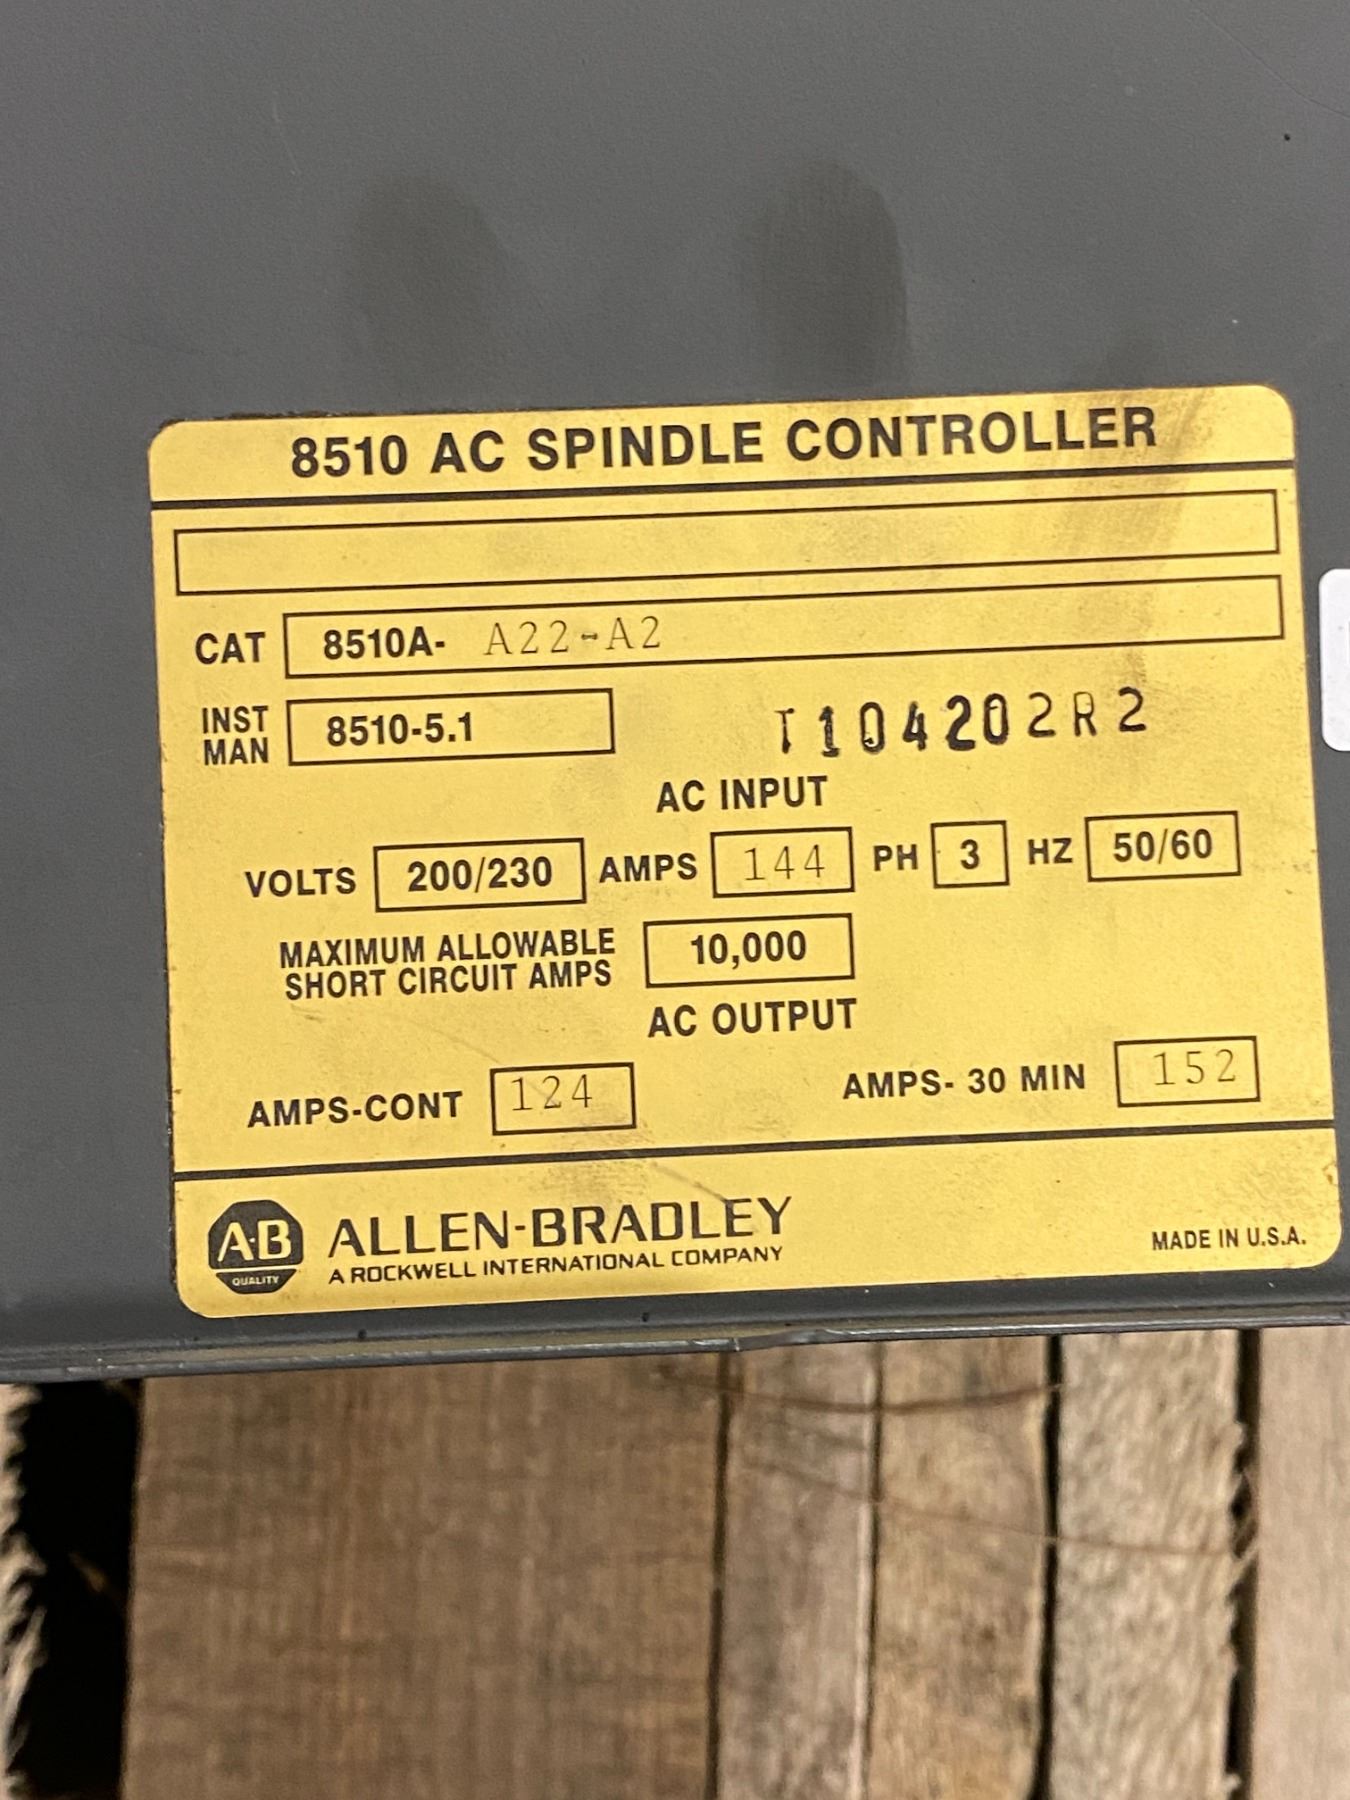 8510 AC SPINDLE CONTROLLER
CAT 8510A- A22-A2
INST MAN 8510-5.1 T104202R2
AC INPUT
VOLTS 200/230 AMPS 144 PH 3 HZ 50/60
MAXIMUM ALLOWABLE
SHORT CIRCUIT AMPS 10,000
AC OUTPUT
AMPS-CONT 124 AMPS- 30 MIN 152
A-B QUALITY
ALLEN-BRADLEY
A ROCKWELL INTERNATIONAL COMPANY
MADE IN U.S.A.